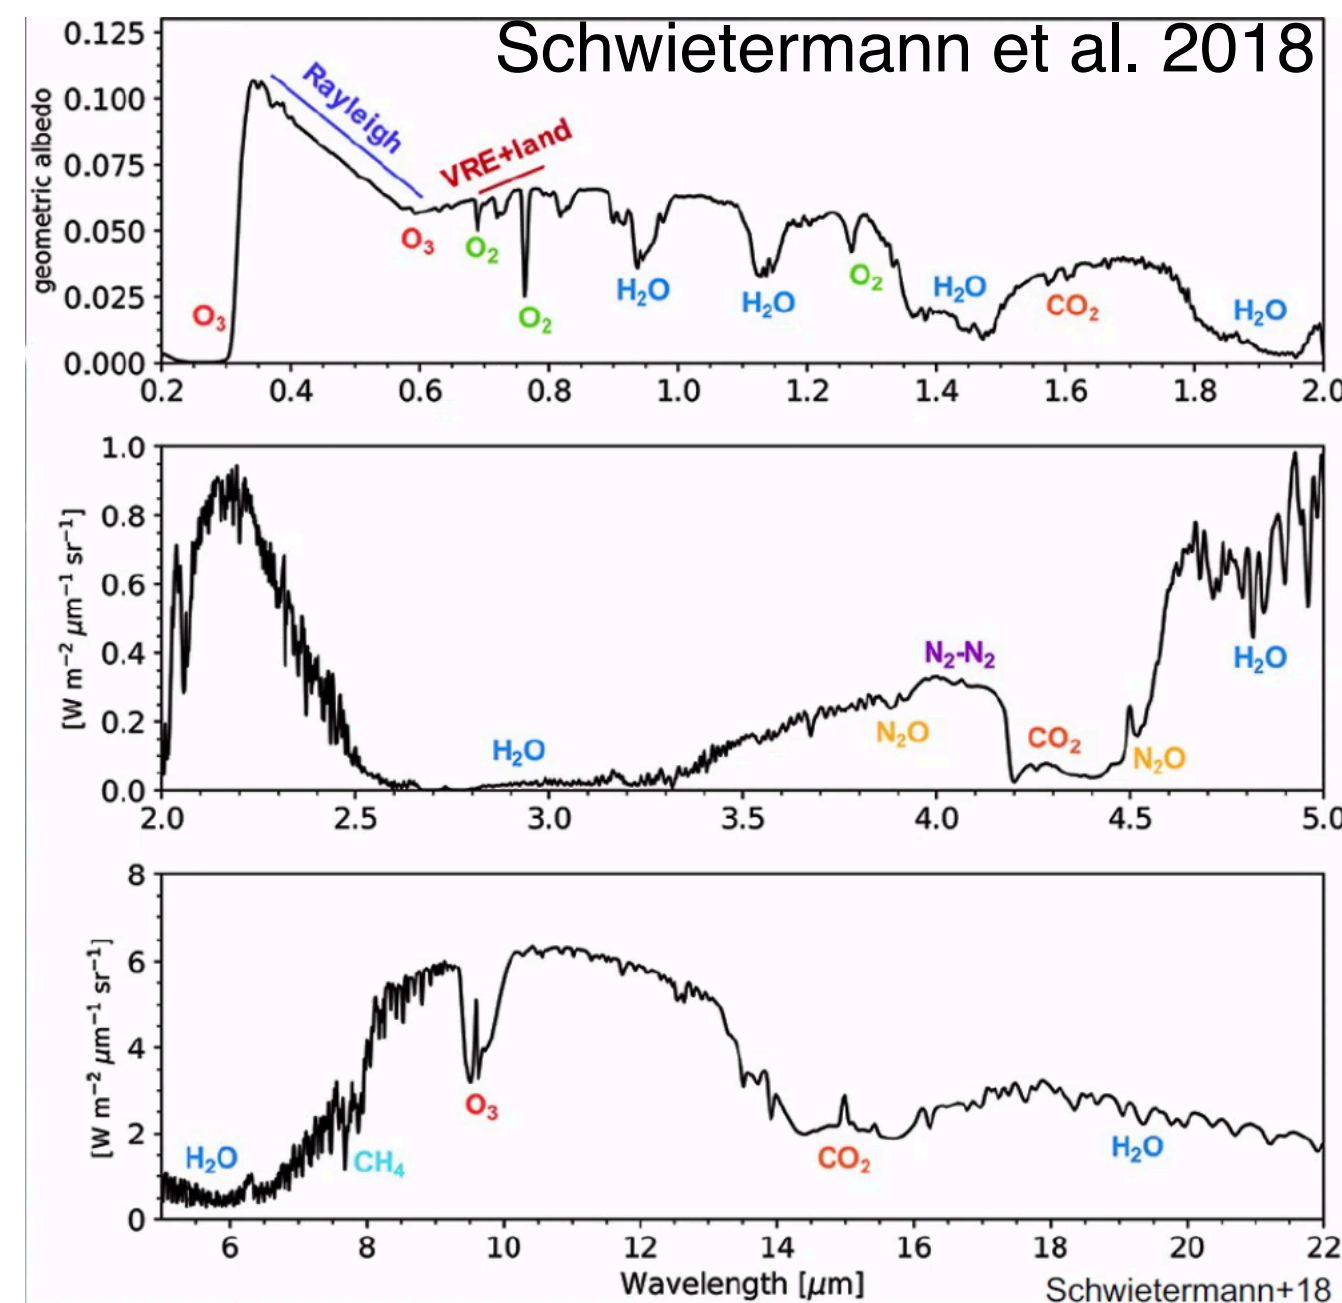 Schwietermann et al. 2018
geometric albedo
0.125
0.100
0.075
0.050
0.025
0.000
Rayleigh
VRE+land
O₃
O₃
O₂
O₂
H₂O
H₂O
O₂
H₂O
CO₂
H₂O
0.2 0.4 0.6 0.8 1.0 1.2 1.4 1.6 1.8 2.0
[W m⁻² μm⁻¹ sr⁻¹]
1.0
0.8
0.6
0.4
0.2
0.0
H₂O
N₂O
N₂-N₂
CO₂
N₂O
H₂O
2.0 2.5 3.0 3.5 4.0 4.5 5.0
[W m⁻² μm⁻¹ sr⁻¹]
8
6
4
2
0
H₂O
CH₄
O₃
CO₂
H₂O
6 8 10 12 14 16 18 20 22
Wavelength [μm]
Schwietermann+18